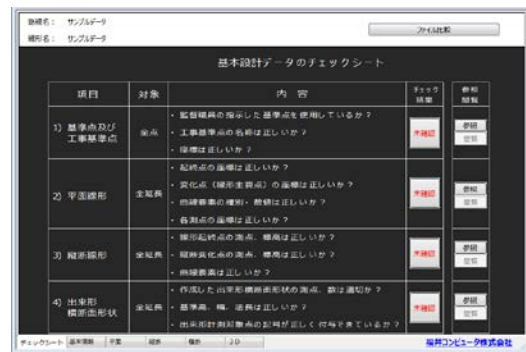 路線名： サンプルデータ
線形名： サンプルデータ
ファイル比較
基本設計データのチェックシート
項目 対象 内 容 チェック結果 参照閲覧
1) 基準点及び工事基準点 全点
・監督職員の指示した基準点を使用しているか？
・工事基準点の名称は正しいか？
・座標は正しいか？
未確認 参照 閲覧
2) 平面線形 全延長
・起終点の座標は正しいか？
・変化点（線形主要点）の座標は正しいか？
・曲線要素の種別・数値は正しいか？
・各測点の座標は正しいか？
未確認 参照 閲覧
3) 縦断線形 全延長
・線形起終点の測点、標高は正しいか？
・縦断変化点の測点、標高は正しいか？
・曲線要素は正しいか？
未確認 参照 閲覧
4) 出来形横断面形状 全延長
・作成した出来形横断面形状の測点、数は適切か？
・基準高、幅、法長は正しいか？
・出来形計測対象点の記号が正しく付与できているか？
未確認 参照 閲覧
チェックシート 基本情報 平面 縦断 横断 3D
福井コンピュータ株式会社